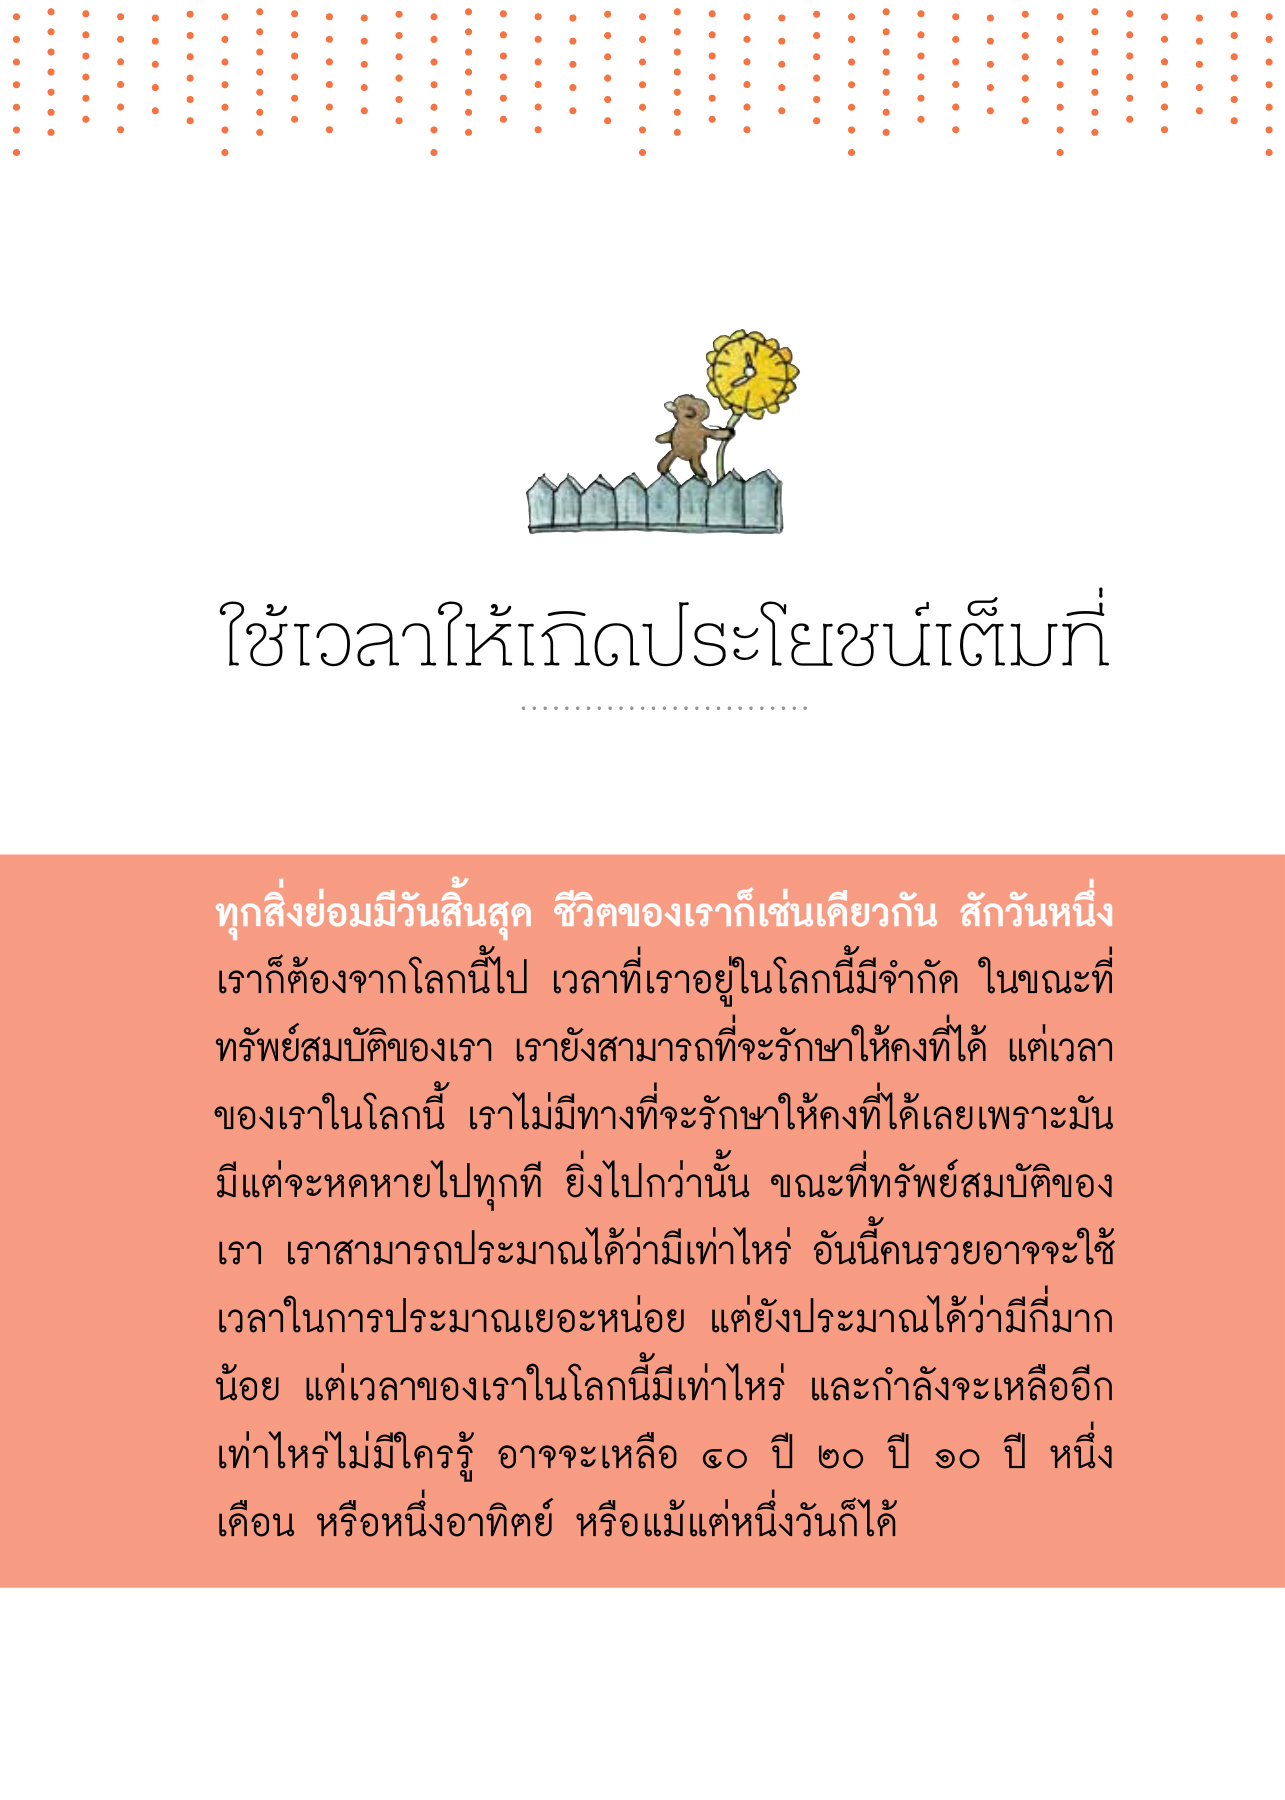 ใช้เวลาให้เกิดประโยชน์เต็มที่
ทุกสิ่งย่อมมีวันสิ้นสุด ชีวิตของเราก็เช่นเดียวกัน สักวันหนึ่ง
เราก็ต้องจากโลกนี้ไป เวลาที่เราอยู่ในโลกนี้มีจำกัด ในขณะที่
ทรัพย์สมบัติของเรา เรายังสามารถที่จะรักษาให้คงที่ได้ แต่เวลา
ของเราในโลกนี้ เราไม่มีทางที่จะรักษาให้คงที่ได้เลยเพราะมัน
มีแต่จะหดหายไปทุกที ยิ่งไปกว่านั้น ขณะที่ทรัพย์สมบัติของ
เรา เราสามารถประมาณได้ว่ามีเท่าไหร่ อันนี้คนรวยอาจจะใช้
เวลาในการประมาณเยอะหน่อย แต่ยังประมาณได้ว่ามีกี่มาก
น้อย แต่เวลาของเราในโลกนี้มีเท่าไหร่ และกำลังจะเหลืออีก
เท่าไหร่ไม่มีใครรู้ อาจจะเหลือ ๔๐ ปี ๒๐ ปี ๑๐ ปี หนึ่ง
เดือน หรือหนึ่งอาทิตย์ หรือแม้แต่หนึ่งวันก็ได้